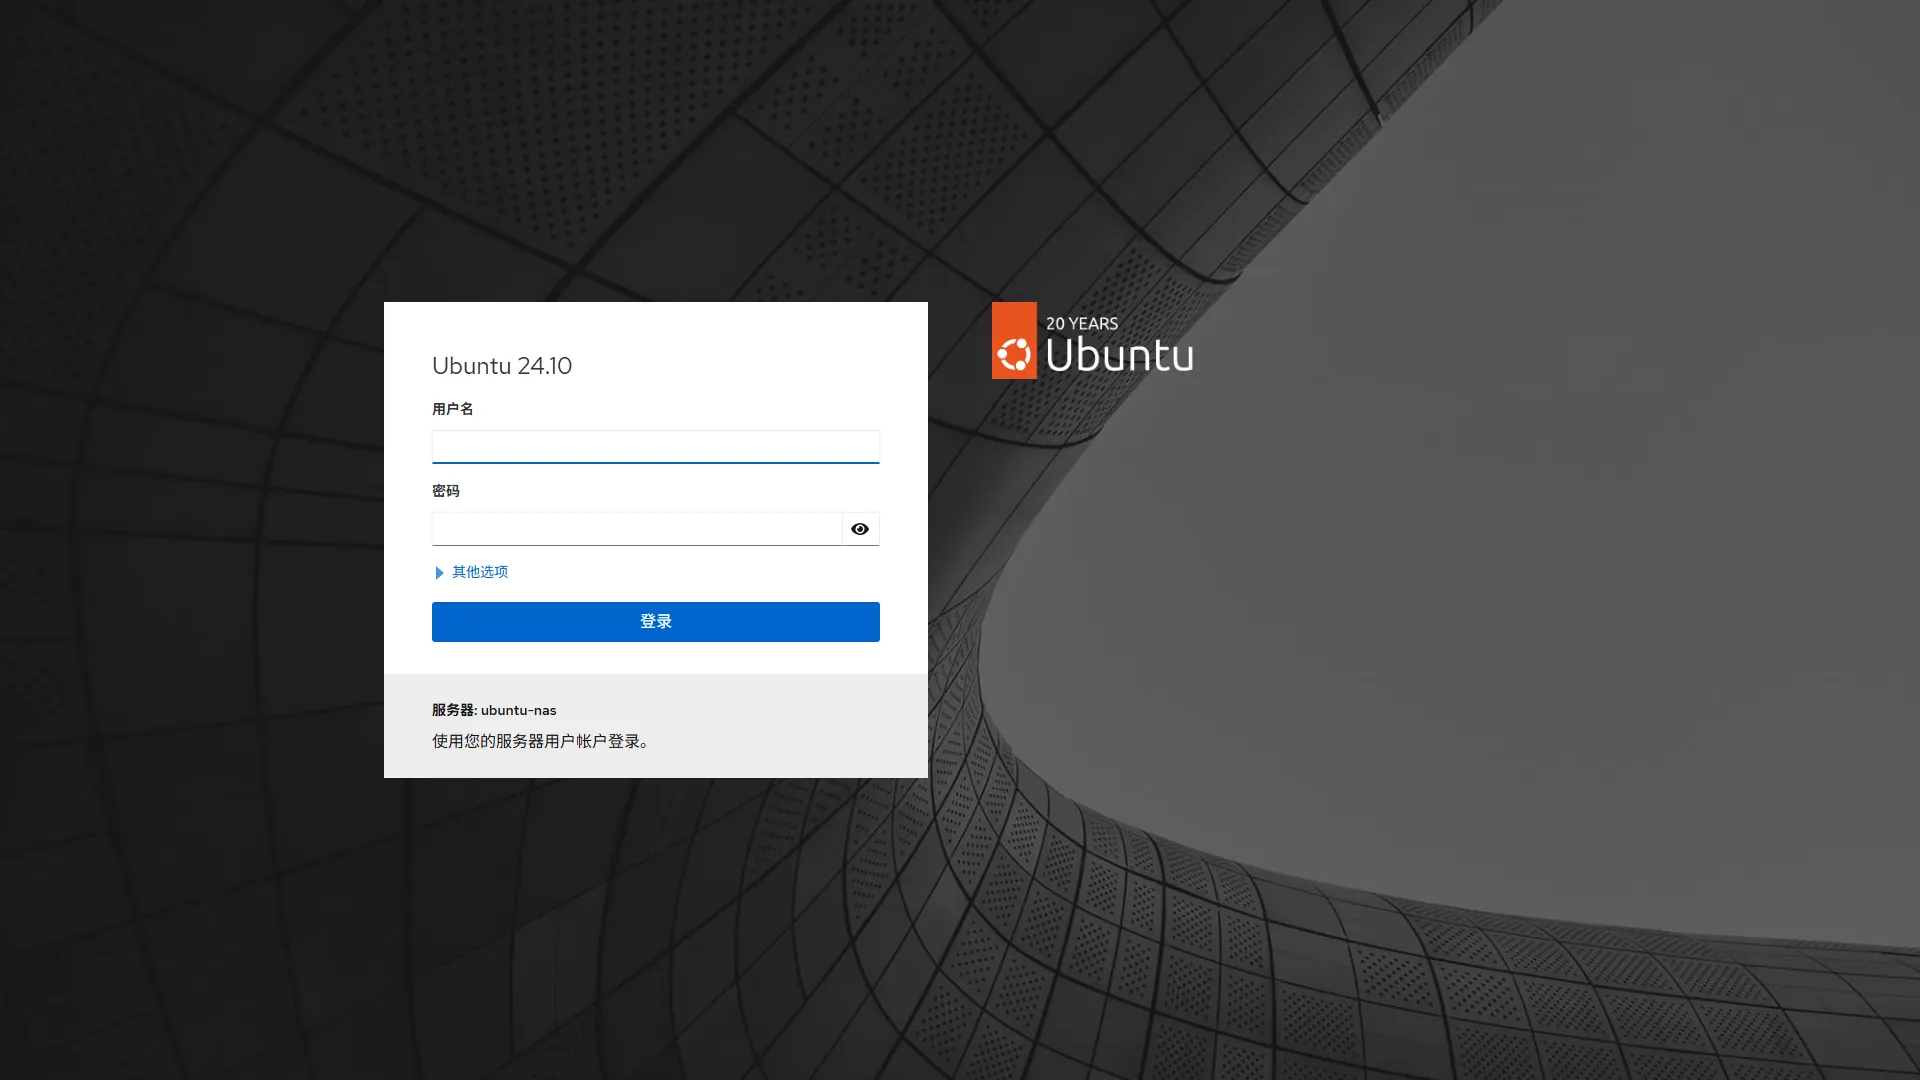 Ubuntu 24.10
用户名
密码
其他选项
登录
服务器: ubuntu-nas
使用您的服务器用户帐户登录。
20 YEARS
Ubuntu